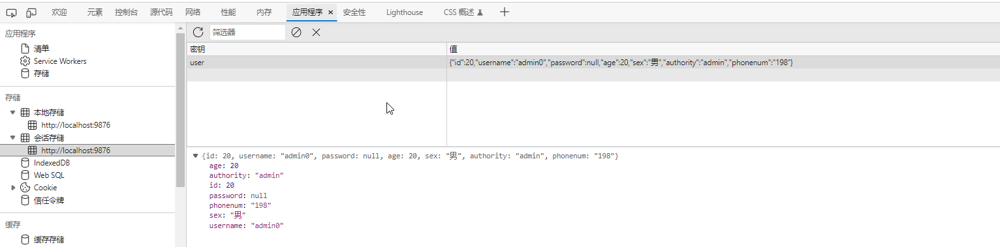 欢迎 元素 控制台 源代码 网络 性能 内存 应用程序 安全性 Lighthouse CSS 概述
应用程序
清单
Service Workers
存储
存储
本地存储
http://localhost:9876
会话存储
http://localhost:9876
IndexedDB
Web SQL
Cookie
信任令牌
缓存
缓存存储
筛选器
密钥 值
user {"id":20,"username":"admin0","password":null,"age":20,"sex":"男","authority":"admin","phonenum":"198"}
{id: 20, username: "admin0", password: null, age: 20, sex: "男", authority: "admin", phonenum: "198"}
age: 20
authority: "admin"
id: 20
password: null
phonenum: "198"
sex: "男"
username: "admin0"